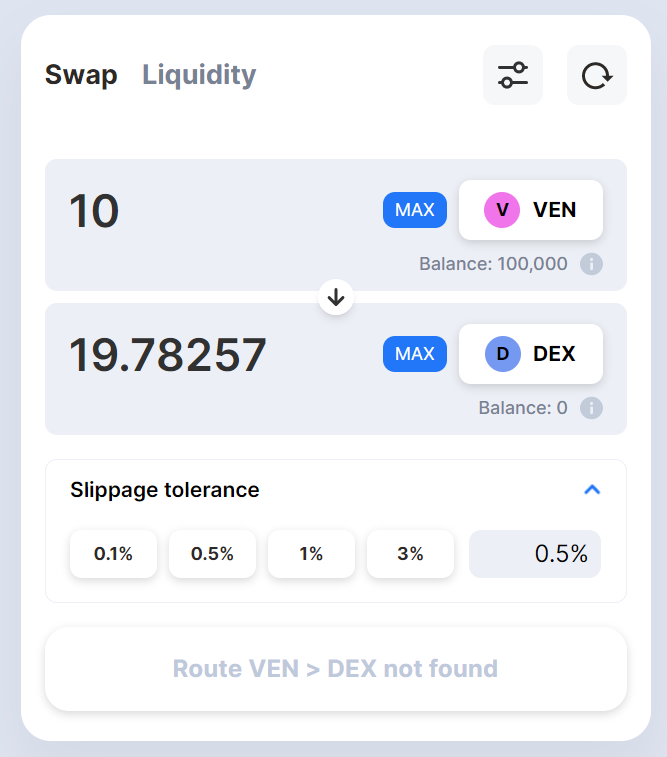 Swap Liquidity
10 MAX V VEN
Balance: 100,000 i
19.78257 MAX D DEX
Balance: 0 i
Slippage tolerance
0.1% 0.5% 1% 3% 0.5%
Route VEN > DEX not found